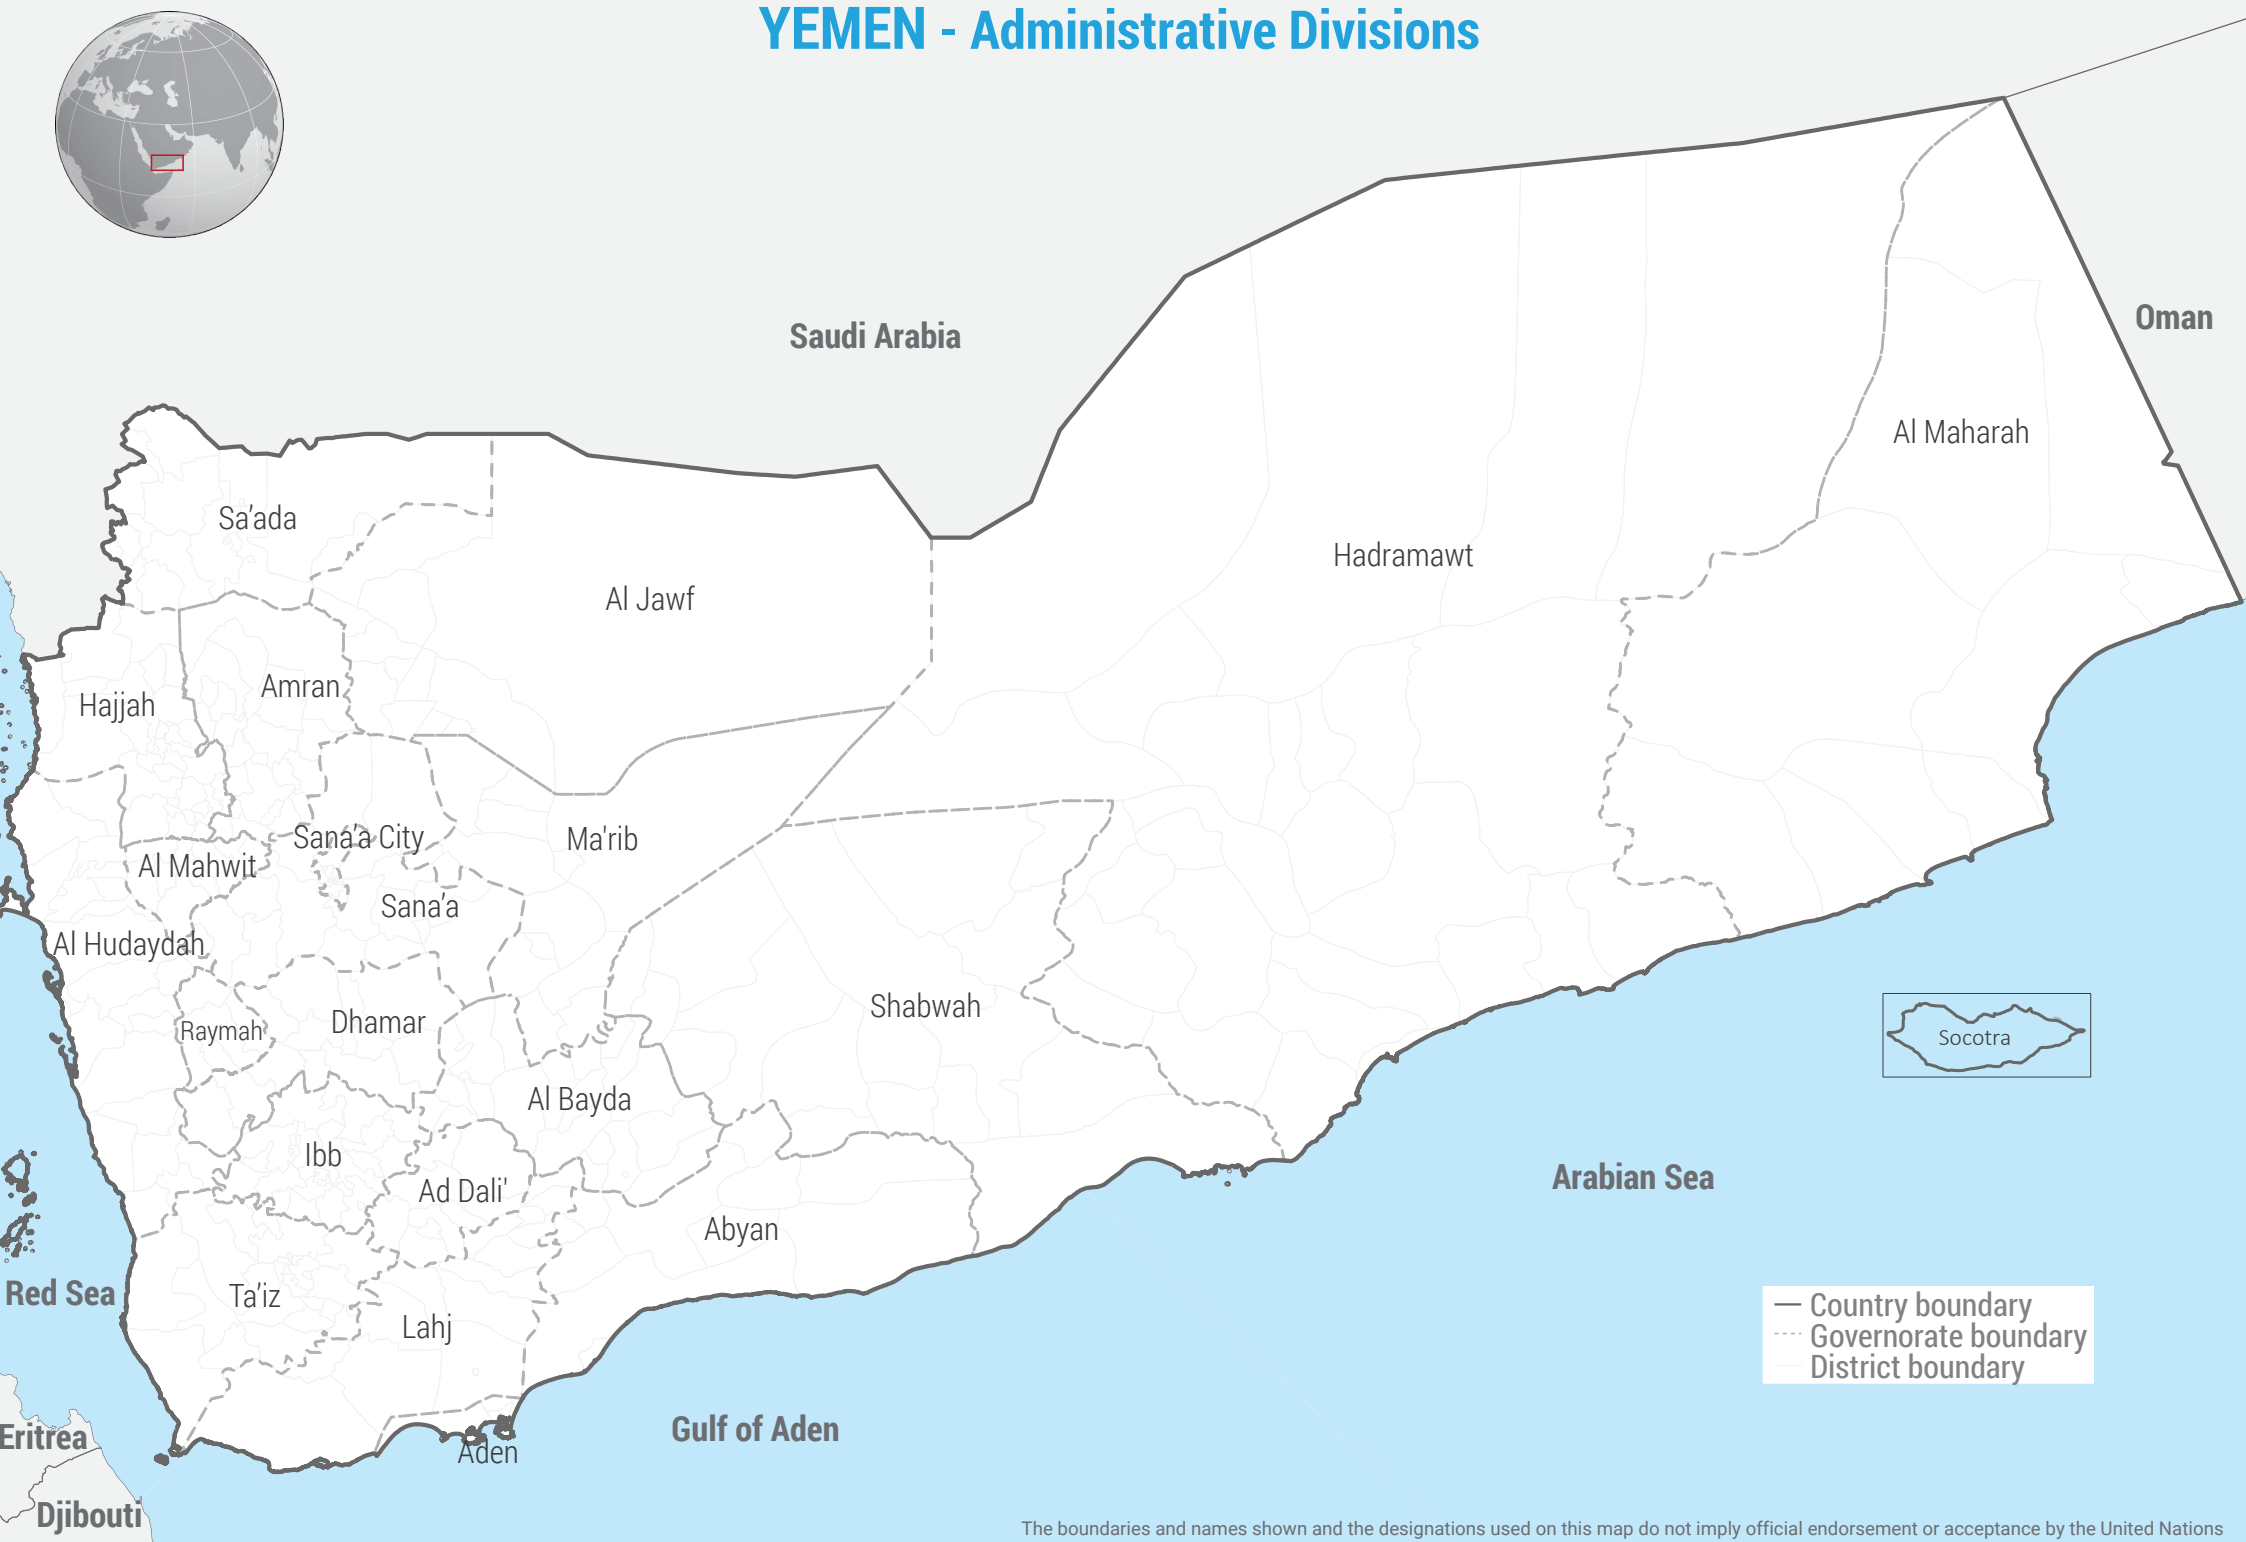 YEMEN - Administrative Divisions
Saudi Arabia
Oman
Al Maharah
Sa'ada
Hadramawt
Al Jawf
Amran
Hajjah
Sana'a City
Ma'rib
Al Mahwit
Sana'a
Al Hudaydah
Shabwah
Raymah
Dhamar
Socotra
Al Bayda
Ibb
Ad Dali'
Arabian Sea
Abyan
Red Sea
Ta'iz
Lahj
Country boundary
Governorate boundary
District boundary
Gulf of Aden
Eritrea
Aden
Djibouti
The boundaries and names shown and the designations used on this map do not imply official endorsement or acceptance by the United Nations